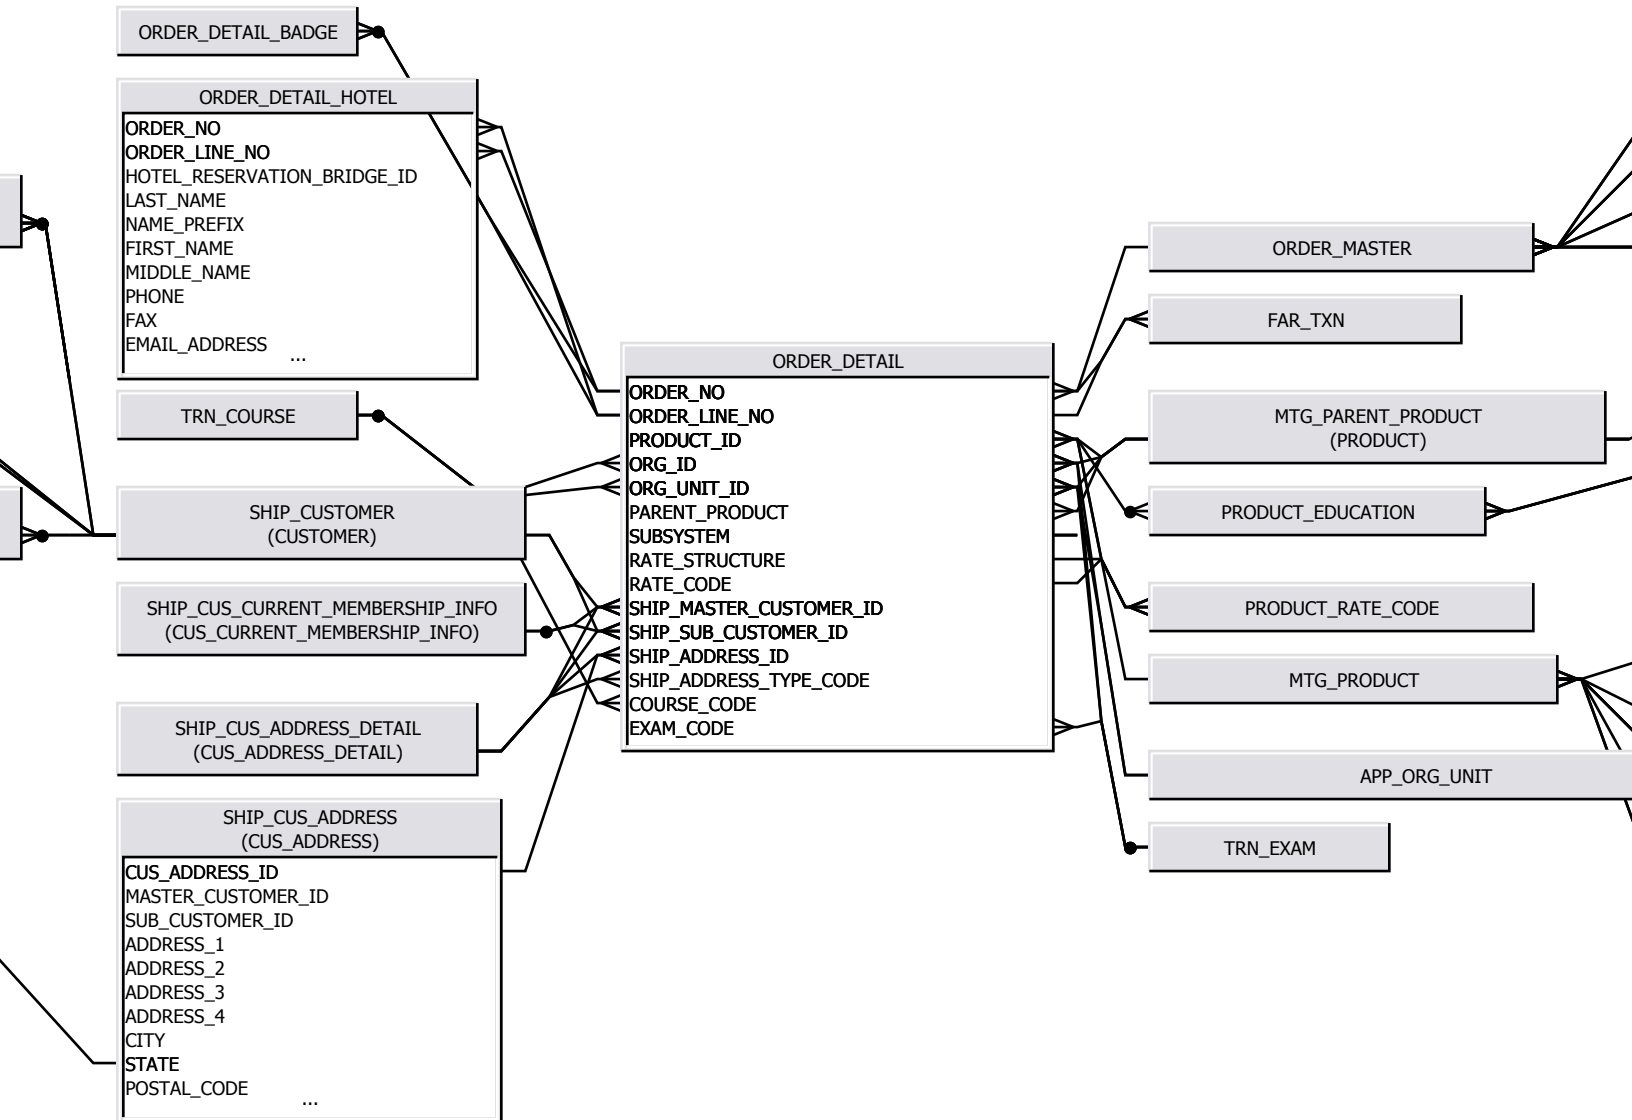 ORDER_DETAIL_BADGE
ORDER_DETAIL_HOTEL
ORDER_NO
ORDER_LINE_NO
HOTEL_RESERVATION_BRIDGE_ID
LAST_NAME
NAME_PREFIX
FIRST_NAME
MIDDLE_NAME
PHONE
FAX
EMAIL_ADDRESS
...
TRN_COURSE
SHIP_CUSTOMER
(CUSTOMER)
SHIP_CUS_CURRENT_MEMBERSHIP_INFO
(CUS_CURRENT_MEMBERSHIP_INFO)
SHIP_CUS_ADDRESS_DETAIL
(CUS_ADDRESS_DETAIL)
SHIP_CUS_ADDRESS
(CUS_ADDRESS)
CUS_ADDRESS_ID
MASTER_CUSTOMER_ID
SUB_CUSTOMER_ID
ADDRESS_1
ADDRESS_2
ADDRESS_3
ADDRESS_4
CITY
STATE
POSTAL_CODE
...
ORDER_DETAIL
ORDER_NO
ORDER_LINE_NO
PRODUCT_ID
ORG_ID
ORG_UNIT_ID
PARENT_PRODUCT
SUBSYSTEM
RATE_STRUCTURE
RATE_CODE
SHIP_MASTER_CUSTOMER_ID
SHIP_SUB_CUSTOMER_ID
SHIP_ADDRESS_ID
SHIP_ADDRESS_TYPE_CODE
COURSE_CODE
EXAM_CODE
ORDER_MASTER
FAR_TXN
MTG_PARENT_PRODUCT
(PRODUCT)
PRODUCT_EDUCATION
PRODUCT_RATE_CODE
MTG_PRODUCT
APP_ORG_UNIT
TRN_EXAM